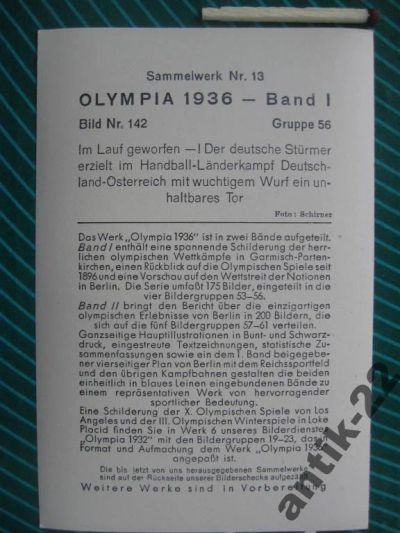 Sammelwerk Nr. 13
OLYMPIA 1936 — Band I
Bild Nr. 142 Gruppe 56
Im Lauf geworfen —! Der deutsche Stürmer
erzielt im Handball-Länderkampf Deutsch-
land-Österreich mit wuchtigem Wurf ein un-
haltbares Tor
Foto: Schirner
Das Werk „Olympia 1936" ist in zwei Bände aufgeteilt.
Band I enthält eine spannende Schilderung der herr-
lichen olympischen Wettkämpfe in Garmisch-Parten-
kirchen, einen Rückblick auf die Olympischen Spiele seit
1896 und eine Vorschau auf den Wettstreit der Nationen
in Berlin. Die Serie umfaßt 175 Bilder, eingeteilt in die
vier Bildergruppen 53—56.
Band II bringt den Bericht über die einzigartigen
olympischen Erlebnisse von Berlin in 200 Bildern, die
sich auf die fünf Bildergruppen 57—61 verteilen.
Ganzseitige Hauptillustrationen in Bunt- und Schwarz-
druck, eingestreute Textzeichnungen, statistische Zu-
sammenfassungen sowie ein dem I. Band beigegebe-
ner vierseitiger Plan von Berlin mit dem Reichssportfeld
und den übrigen Kampfbahnen gestalten die beiden
einheitlich in blaues Leinen eingebundenen Bände zu
einem repräsentativen Werk von hervorragender
sportlicher Bedeutung.
Eine Schilderung der X. Olympischen Spiele von Los
Angeles und der III. Olympischen Winterspiele in Lake
Placid finden Sie in Werk 6 unseres Bilderdienstes
„Olympia 1932" mit den Bildergruppen 19—23, das in
Format und Aufmachung dem Werk „Olympia 1936"
angepaßt ist.
Die bis jetzt von uns herausgegebenen Sammelwerke
sind auf der Rückseite unserer Bilderschecks aufgezählt
Weitere Werke sind in Vorbereitung
artik-22